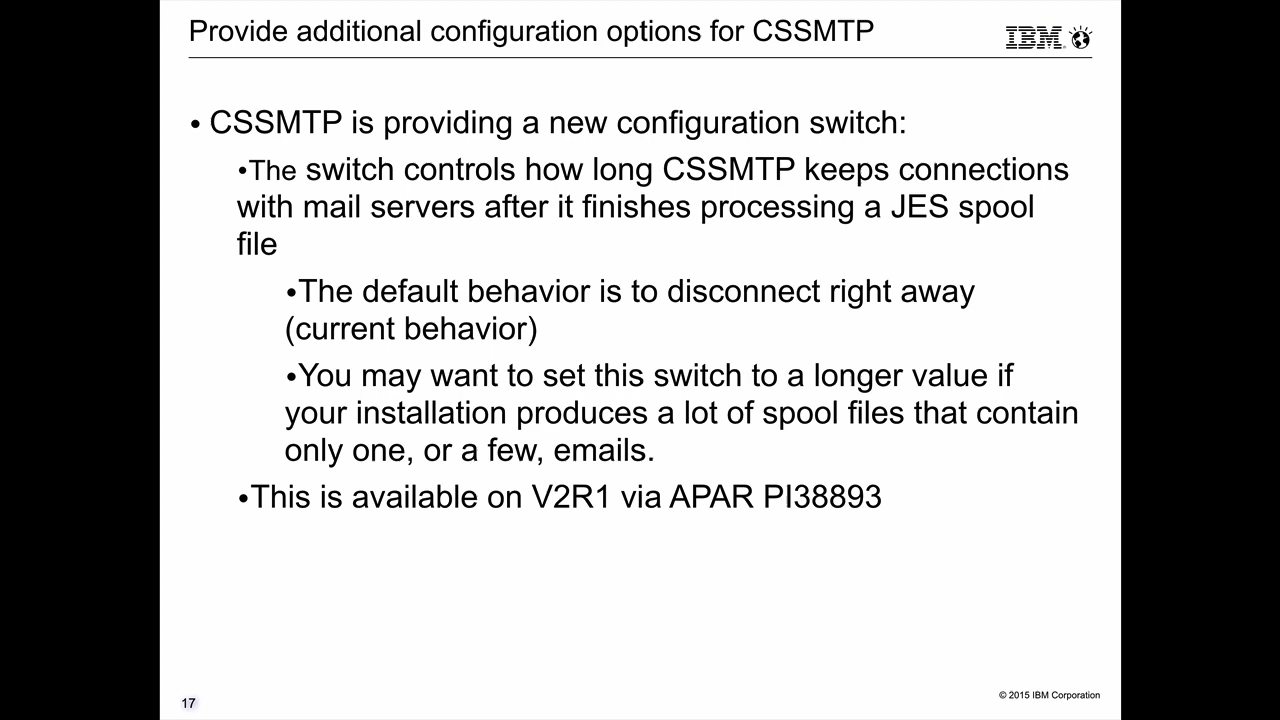 Provide additional configuration options for CSSMTP
IBM
• CSSMTP is providing a new configuration switch:
•The switch controls how long CSSMTP keeps connections
with mail servers after it finishes processing a JES spool
file
•The default behavior is to disconnect right away
(current behavior)
•You may want to set this switch to a longer value if
your installation produces a lot of spool files that contain
only one, or a few, emails.
•This is available on V2R1 via APAR PI38893
17
© 2015 IBM Corporation